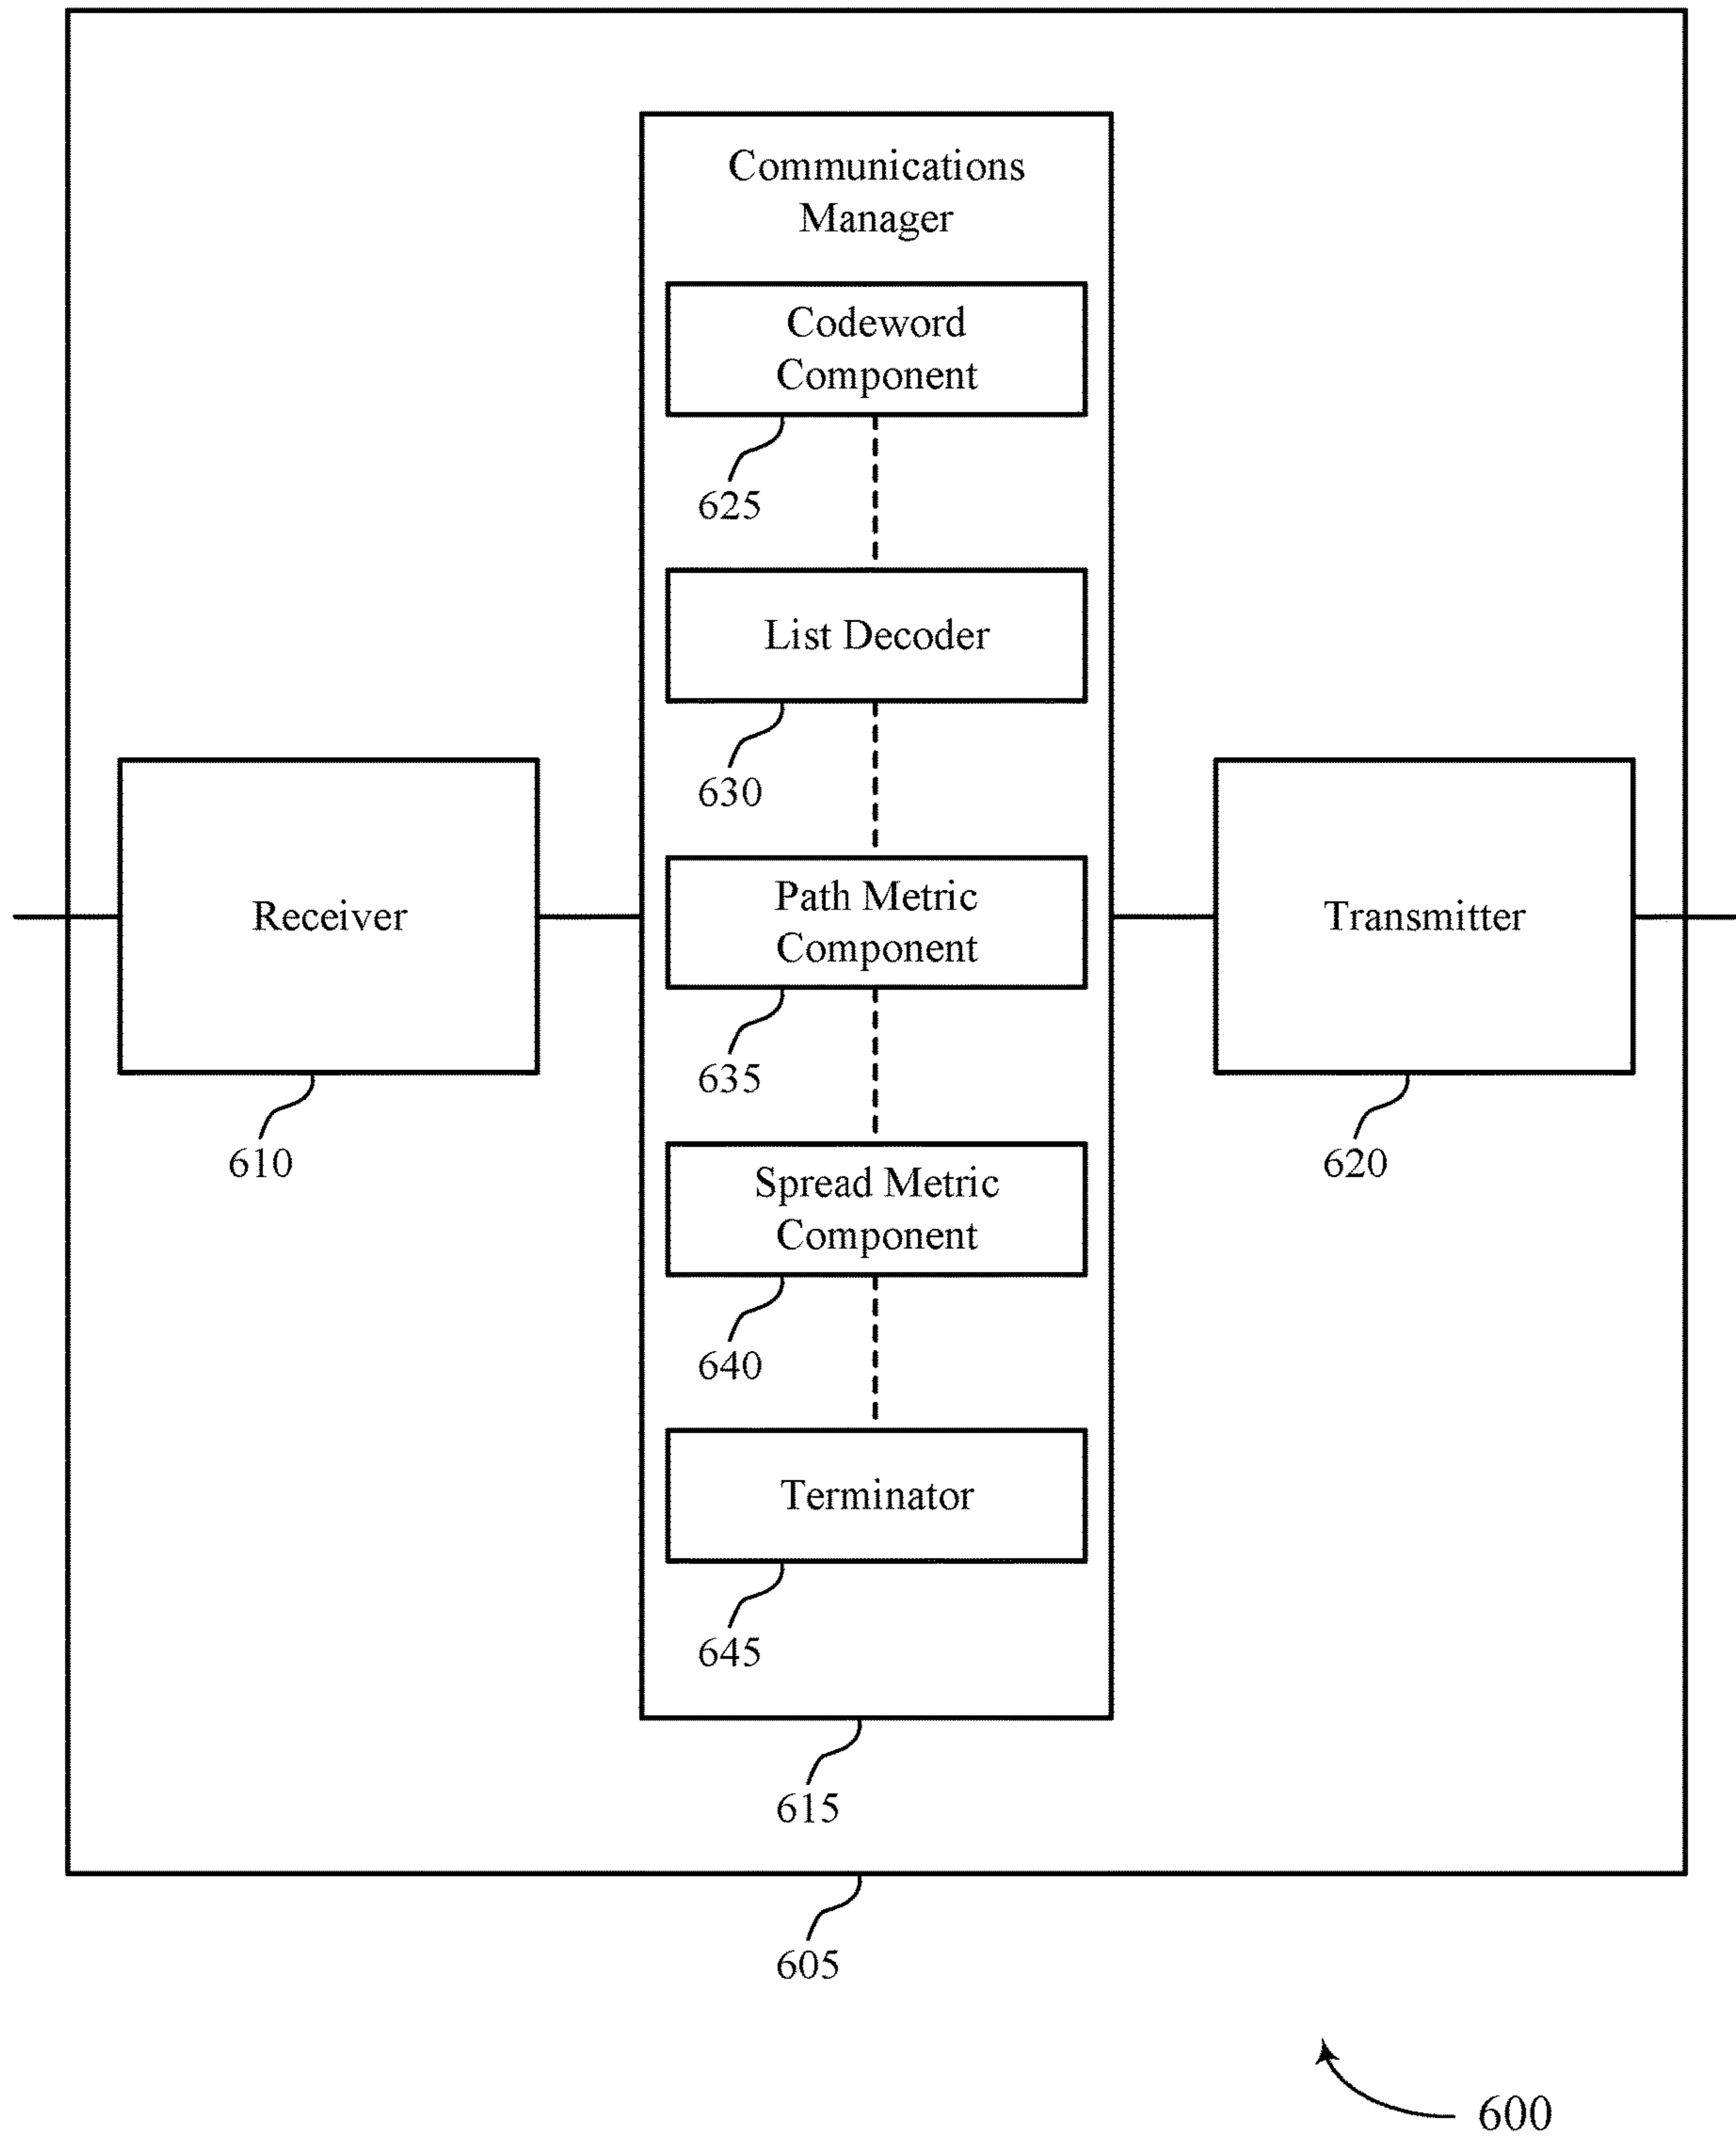 Communications
Manager
Codeword
Component
625
List Decoder
630
Path Metric
Component
635
Receiver
610
Transmitter
620
Spread Metric
Component
640
Terminator
645
615
605
600